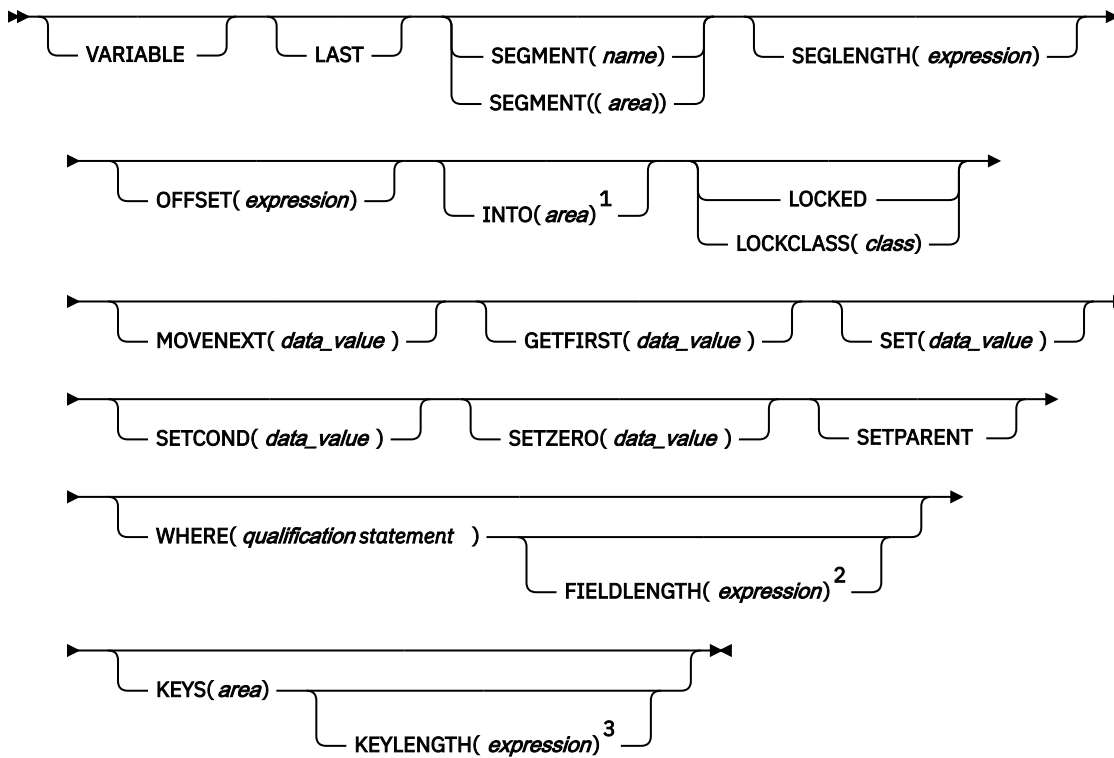 VARIABLE LAST SEGMENT( name) SEGLENGTH( expression)
SEGMENT(( area))
OFFSET( expression) INTO( area)1 LOCKED
LOCKCLASS( class)
MOVENEXT( data_value ) GETFIRST( data_value ) SET(data_value )
SETCOND( data_value ) SETZERO( data_value ) SETPARENT
WHERE( qualification statement )
FIELDLENGTH( expression)2
KEYS(area)
KEYLENGTH( expression)3